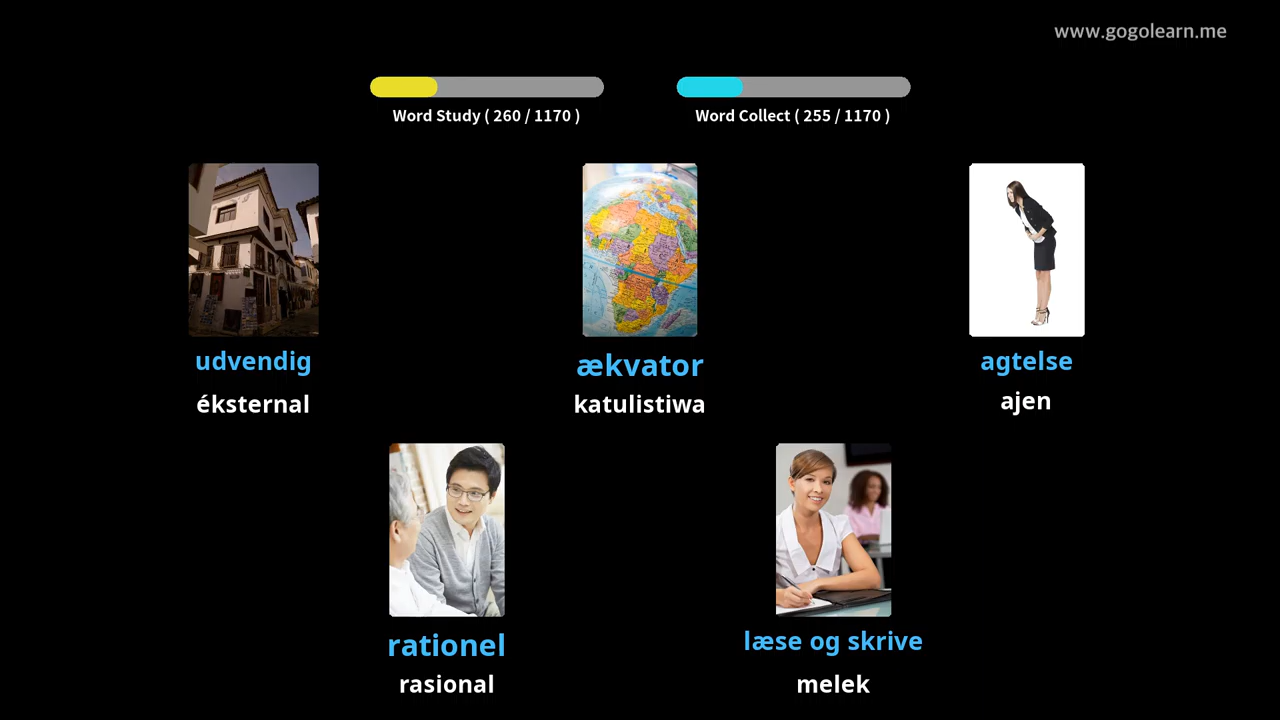 www.gogolearn.me
Word Study ( 260 / 1170 )
Word Collect ( 255 / 1170 )
udvendig
éksternal
ækvator
katulistiwa
agtelse
ajen
rationel
rasional
læse og skrive
melek